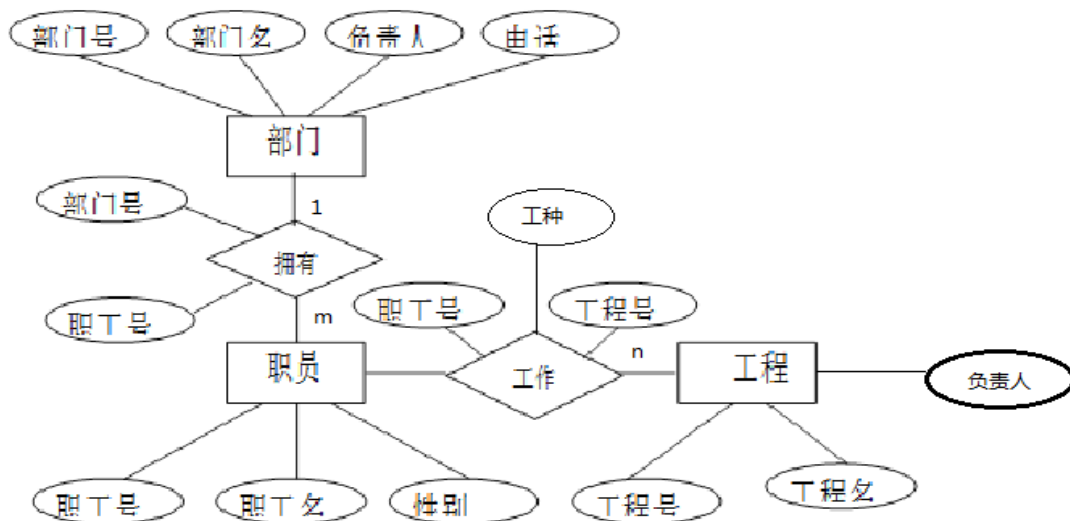 部门号 部门名 负责人 电话
部门
部门号
1
工种
拥有
职工号
m
职工号
工程号
职员
工作
n
工程
负责人
职工号 职工名 性别 工程号 工程名